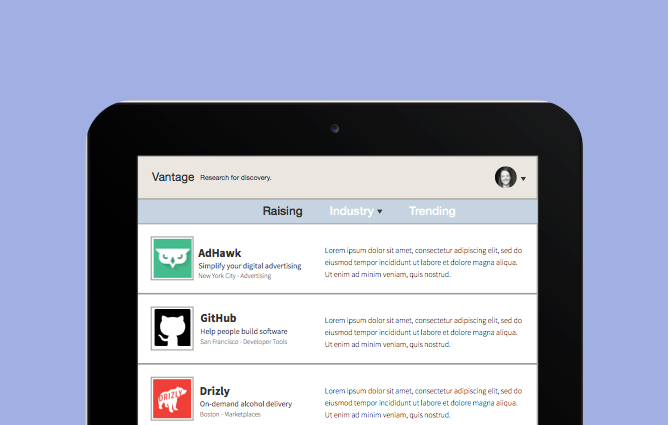 Vantage Research for discovery.
Raising Industry Trending
AdHawk
Simplify your digital advertising
New York City - Advertising
Lorem ipsum dolor sit amet, consectetur adipiscing elit, sed do
eiusmod tempor incididunt ut labore et dolore magna aliqua.
Ut enim ad minim veniam, quis nostrud.
GitHub
Help people build software
San Francisco - Developer Tools
Lorem ipsum dolor sit amet, consectetur adipiscing elit, sed do
eiusmod tempor incididunt ut labore et dolore magna aliqua.
Ut enim ad minim veniam, quis nostrud.
DRIZLY
Drizly
On-demand alcohol delivery
Boston - Marketplaces
Lorem ipsum dolor sit amet, consectetur adipiscing elit, sed do
eiusmod tempor incididunt ut labore et dolore magna aliqua.
Ut enim ad minim veniam, quis nostrud.